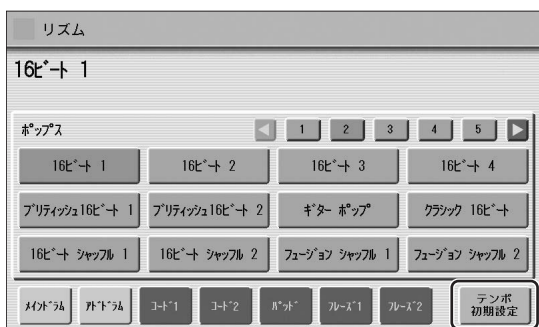 リズム
16ビート 1
ポップス 1 2 3 4 5
16ビート 1 16ビート 2 16ビート 3 16ビート 4
ブリティッシュ16ビート 1 ブリティッシュ16ビート 2 ギター ポップ クラシック 16ビート
16ビート シャッフル 1 16ビート シャッフル 2 フュージョン シャッフル 1 フュージョン シャッフル 2
メインドラム アドドラム コード1 コード2 パッド フレーズ1 フレーズ2 テンポ
初期設定